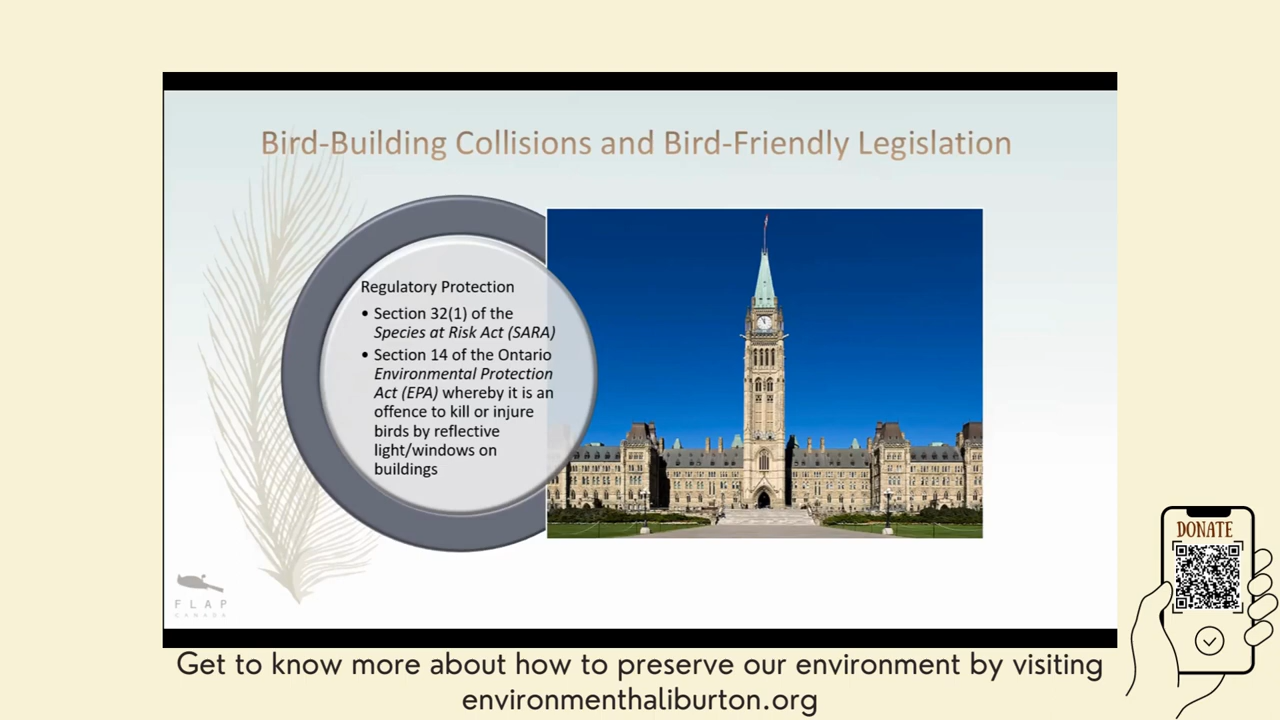 Bird-Building Collisions and Bird-Friendly Legislation
Regulatory Protection
• Section 32(1) of the
Species at Risk Act (SARA)
• Section 14 of the Ontario
Environmental Protection
Act (EPA) whereby it is an
offence to kill or injure
birds by reflective
light/windows on
buildings
FLAP
CANADA
DONATE
Get to know more about how to preserve our environment by visiting
environmenthaliburton.org